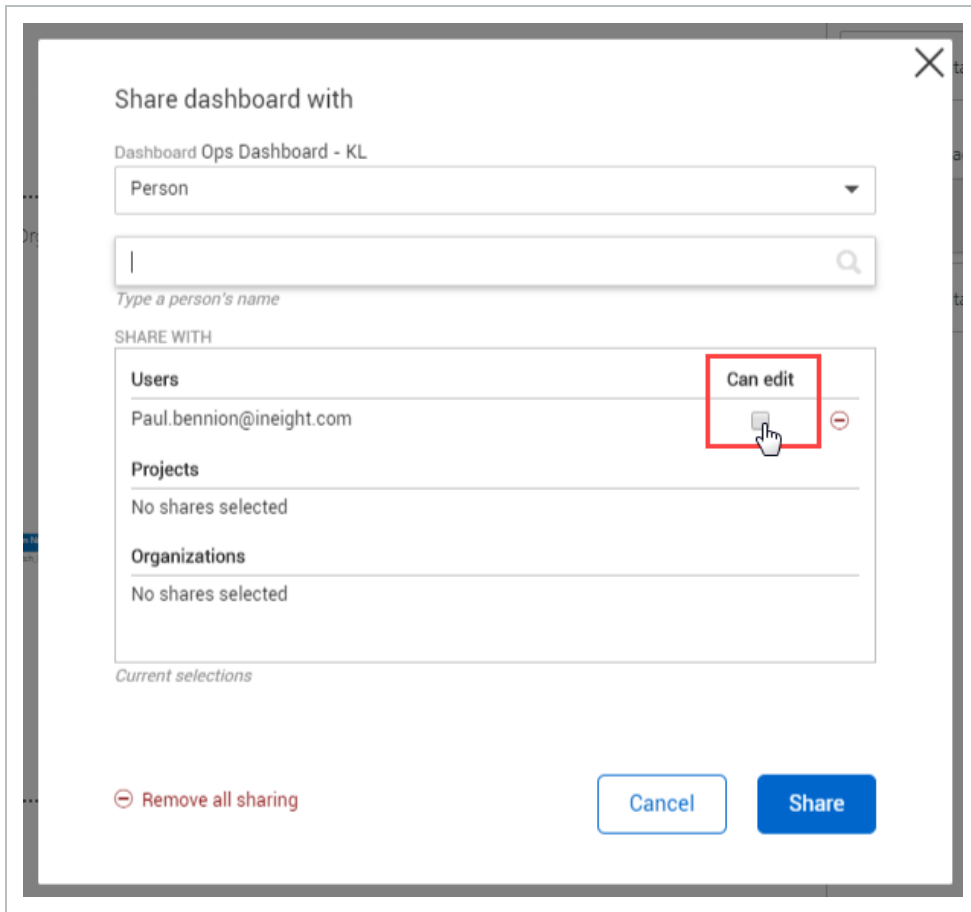 Share dashboard with
Dashboard Ops Dashboard - KL
Person
Type a person's name
SHARE WITH
Users Can edit
Paul.bennion@ineight.com
Projects
No shares selected
Organizations
No shares selected
Current selections
Remove all sharing Cancel Share